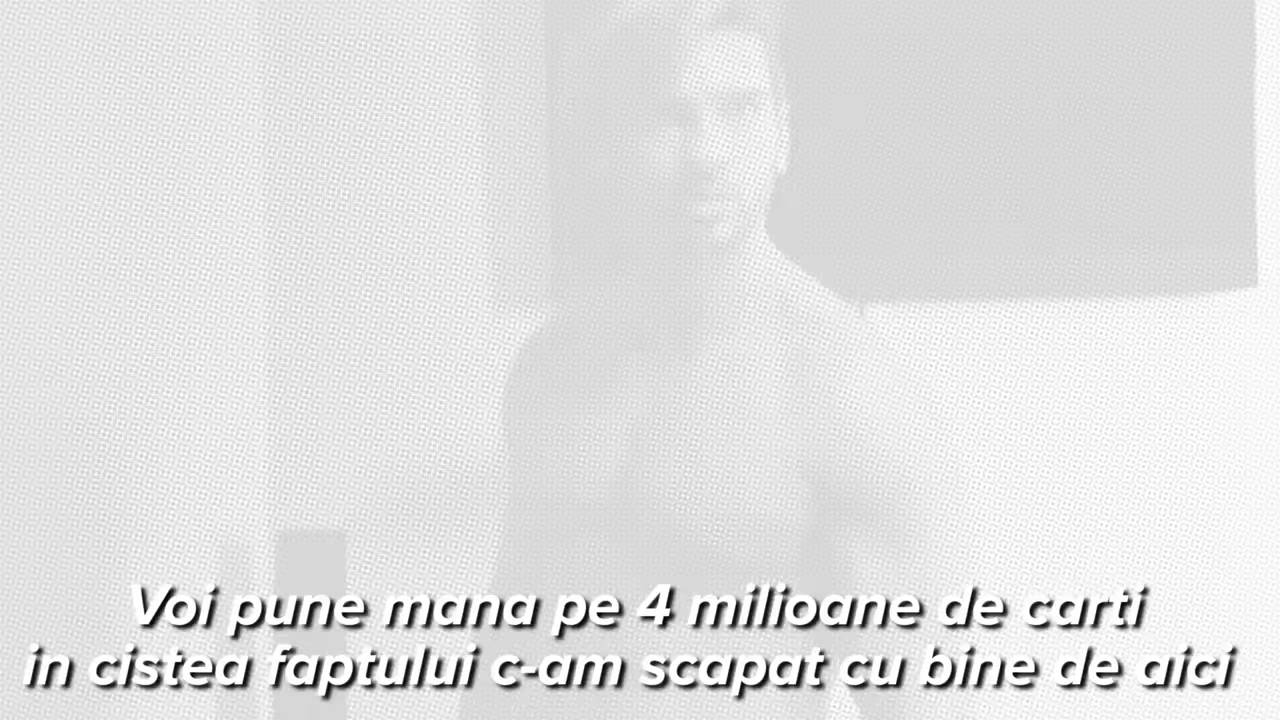 Voi pune mana pe 4 milioane de carti
in cistea faptului c-am scapat cu bine de aici